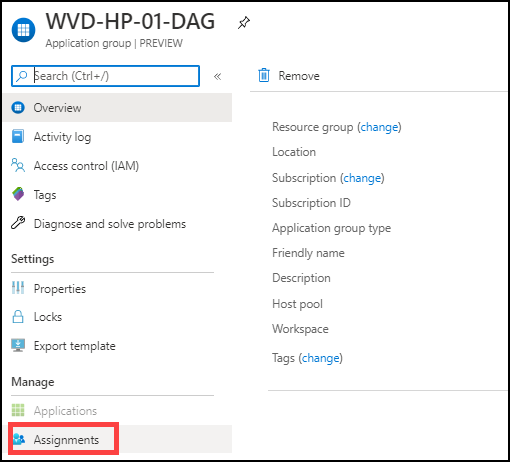 WVD-HP-01-DAG
Application group | PREVIEW
Search (Ctrl+/)
«
Overview
Activity log
Access control (IAM)
Tags
Diagnose and solve problems
Settings
Properties
Locks
Export template
Manage
Applications
Assignments
Remove
Resource group (change)
Location
Subscription (change)
Subscription ID
Application group type
Friendly name
Description
Host pool
Workspace
Tags (change)